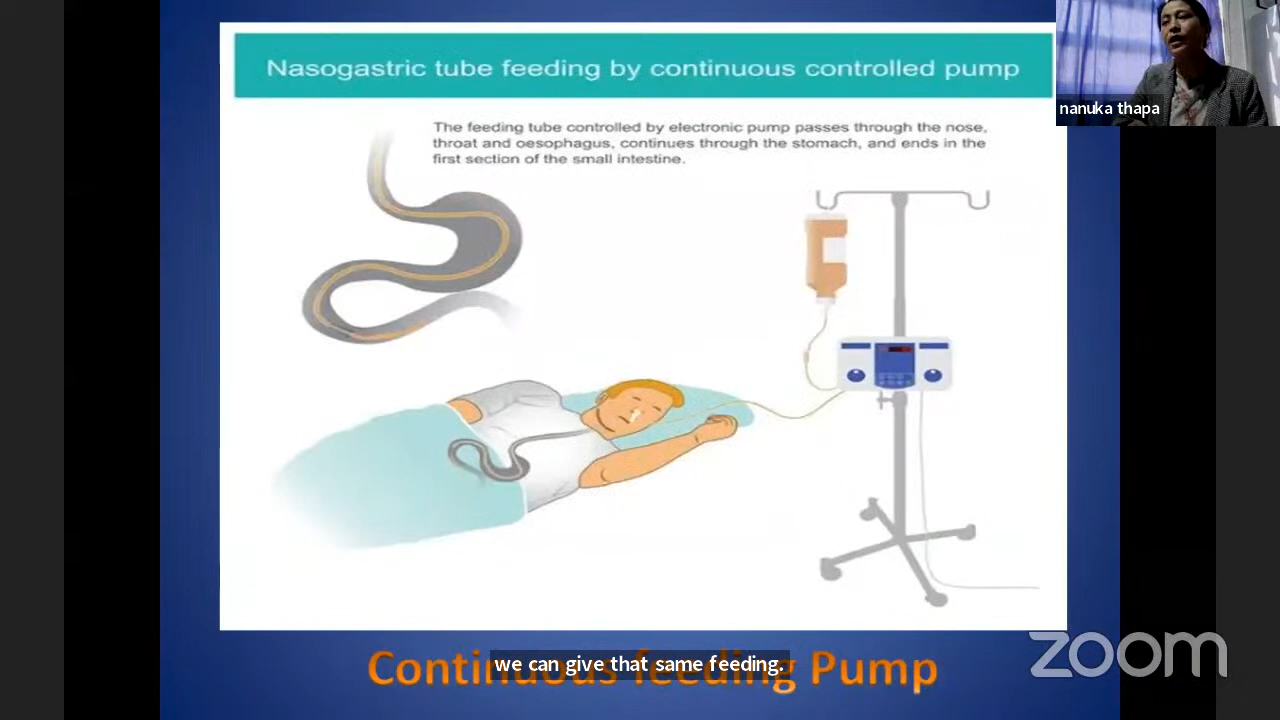 Nasogastric tube feeding by continuous controlled pump
nanuka thapa
The feeding tube controlled by electronic pump passes through the nose,
throat and oesophagus, continues through the stomach, and ends in the
first section of the small intestine.
zoom
Continuous feeding Pump
we can give that same feeding.